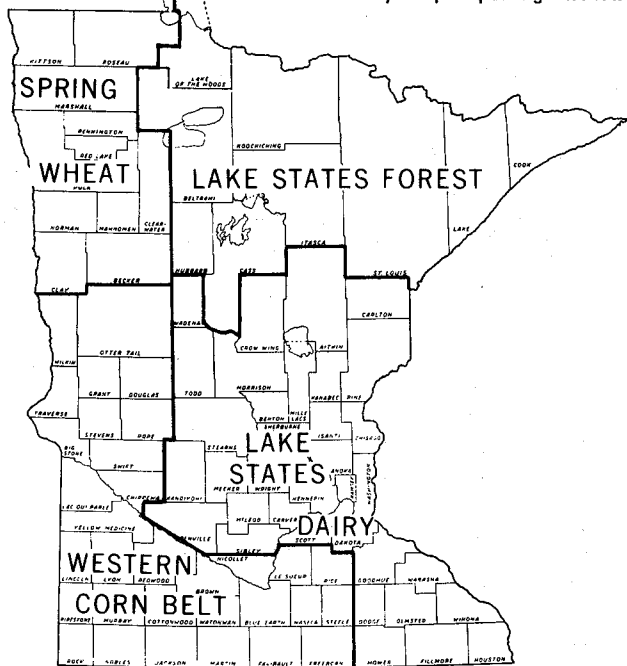 KITTSON ROSEAU
LAKE OF THE WOODS
SPRING
MARSHALL
PENNINGTON
KOOCHICHING
RED LAKE
COOK
WHEAT
LAKE STATES FOREST
POLK
BELTRAMI
LAKE
NORMAN MAHNOMEN CLEAR-
WATER
ITASCA
HUBBARD CASS ST. LOUIS
CLAY BECKER
CARLTON
WADENA
CROW WING AITKIN
OTTER TAIL
WILKIN
MORRISON
GRANT DOUGLAS TODD
KANABEC PINE
MILLE
LACS
BENTON
TRAVERSE
SHERBURNE
STEVENS POPE
LAKE
ISANTI CHISAGO
BIG
STONE
STEARNS
SWIFT
STATES
ANOKA
WASHINGTON
MEEKER WRIGHT
HENNEPIN
CHIPPEWA KANDIYOHI
LAC QUI PARLE
MCLEOD CARVER
DAIRY
YELLOW MEDICINE
RENVILLE
SCOTT DAKOTA
SIBLEY
NICOLLET
WESTERN
LE SUEUR RICE GOODHUE WABASHA
LINCOLN LYON REDWOOD
BROWN
CORN BELT
PIPESTONE MURRAY COTTONWOOD WATONWAN BLUE EARTH WASECA STEELE DODGE OLMSTED WINONA
ROCK NOBLES JACKSON MARTIN FARIBAULT FREEBORN MOWER FILLMORE HOUSTON